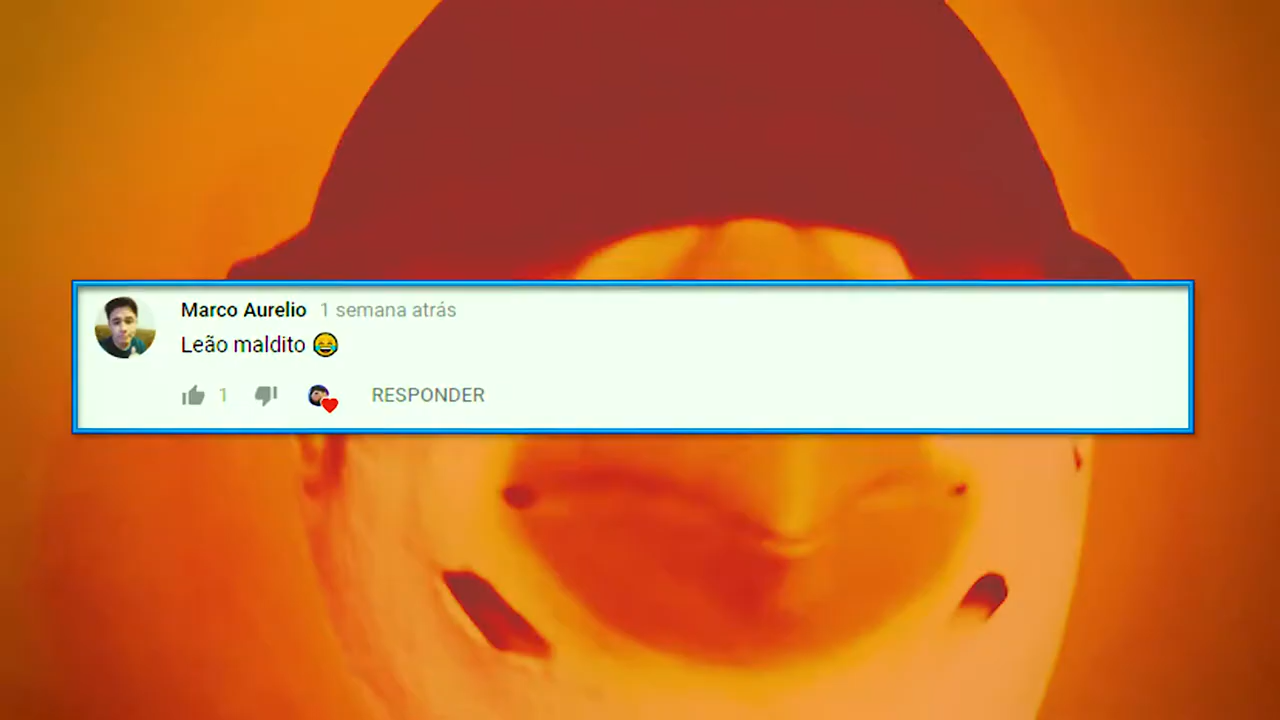 Marco Aurelio 1 semana atrás
Leão maldito 😂
1 RESPONDER